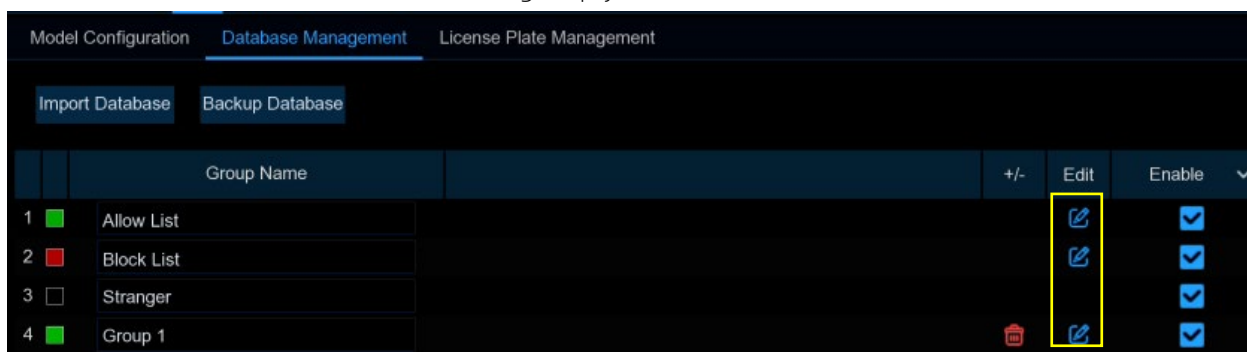 Model Configuration Database Management License Plate Management
Import Database Backup Database
Group Name +/- Edit Enable
1 Allow List
2 Block List
3 Stranger
4 Group 1